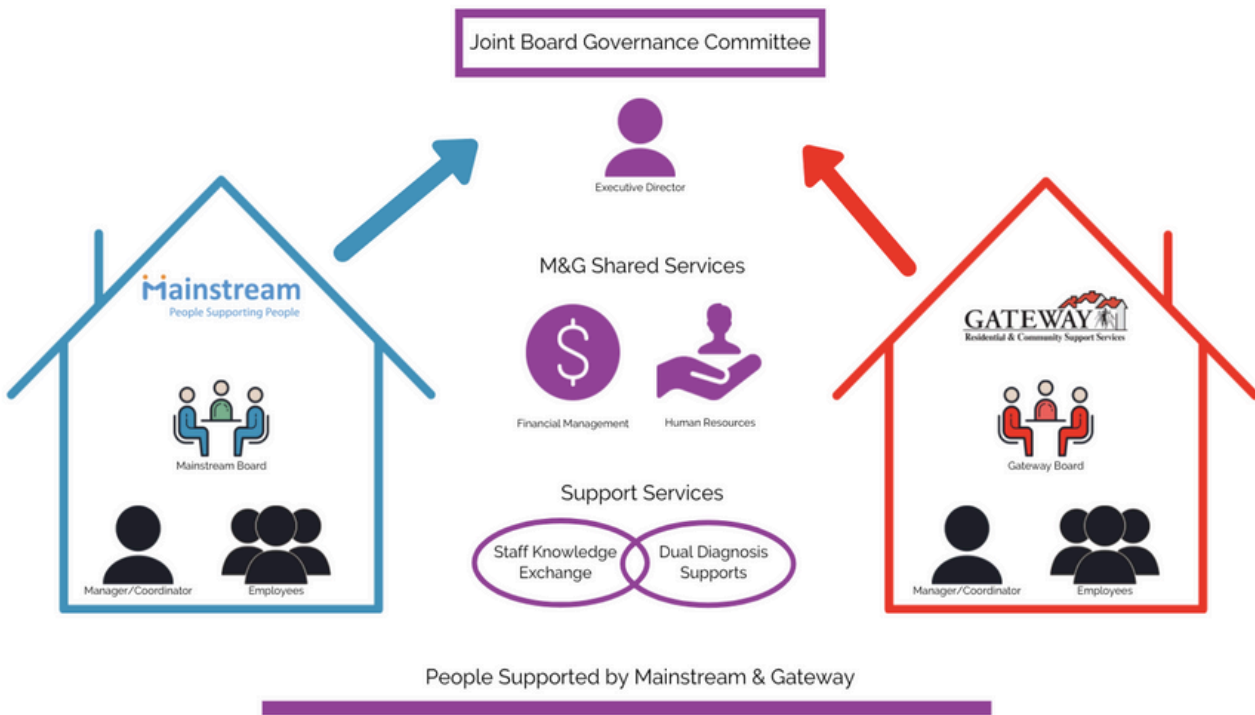 Joint Board Governance Committee
Executive Director
Mainstream
People Supporting People
Mainstream Board
Manager/Coordinator
Employees
M&G Shared Services
$
Financial Management
Human Resources
Support Services
Staff Knowledge
Exchange
Dual Diagnosis
Supports
GATEWAY
Residential & Community Support Services
Gateway Board
Manager/Coordinator
Employees
People Supported by Mainstream & Gateway